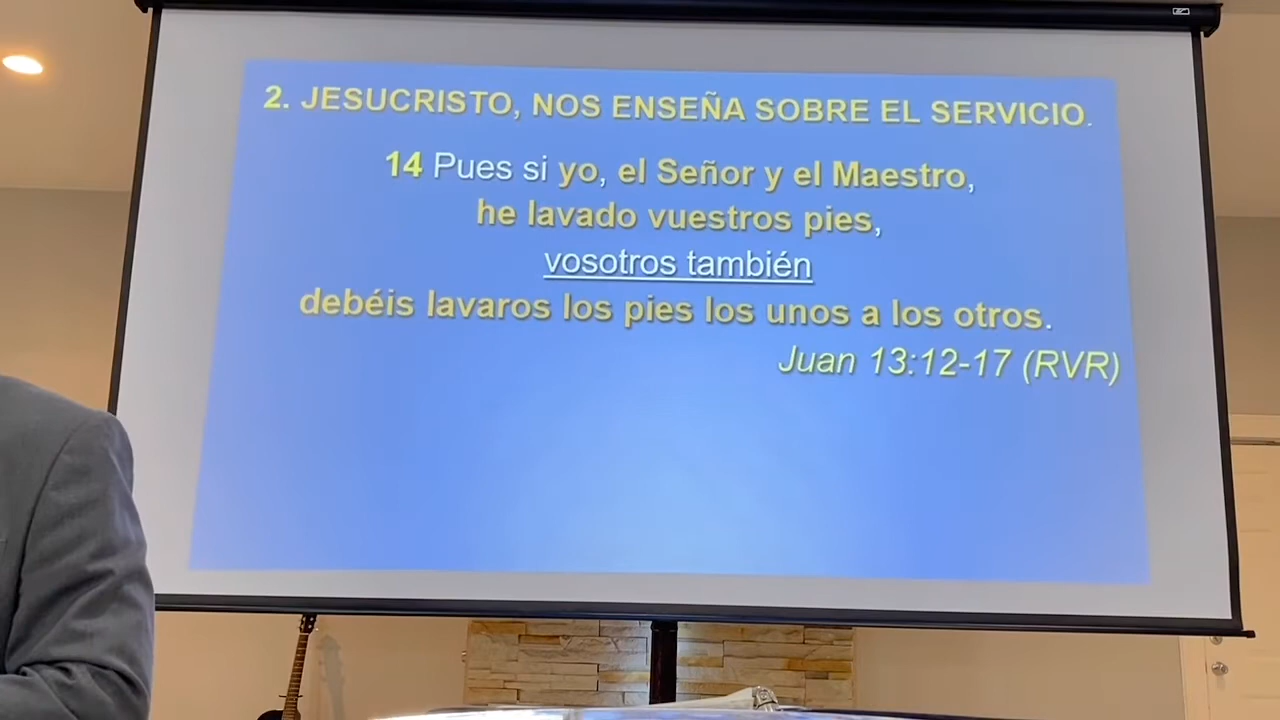 2. JESUCRISTO, NOS ENSEÑA SOBRE EL SERVICIO.
14 Pues si yo, el Señor y el Maestro,
he lavado vuestros pies,
vosotros también
debéis lavaros los pies los unos a los otros.
Juan 13:12-17 (RVR)